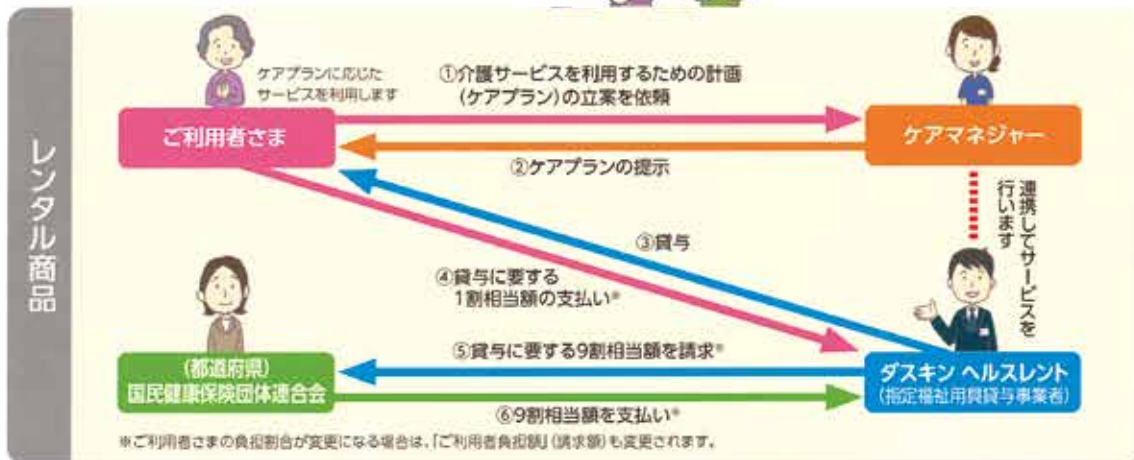 レンタル商品
ケアプランに応じた
サービスを利用します
ご利用者さま
①介護サービスを利用するための計画
(ケアプラン)の立案を依頼
ケアマネジャー
②ケアプランの提示
連携してサービスを
行います
③貸与
④貸与に要する
1割相当額の支払い※
(都道府県)
国民健康保険団体連合会
⑤貸与に要する9割相当額を請求※
ダスキン ヘルスレント
(指定福祉用具貸与事業者)
⑥9割相当額を支払い※
※ご利用者さまの負担割合が変更になる場合は、「ご利用者負担額」(請求額)も変更されます。